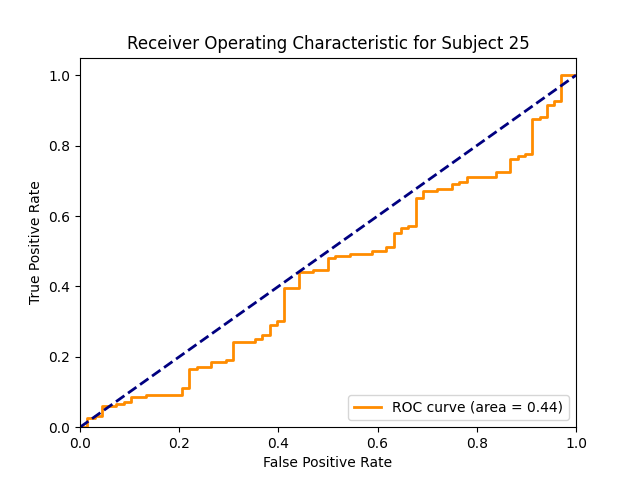 Receiver Operating Characteristic for Subject 25
True Positive Rate
1.0
0.8
0.6
0.4
0.2
0.0
ROC curve (area = 0.44)
0.0 0.2 0.4 0.6 0.8 1.0
False Positive Rate